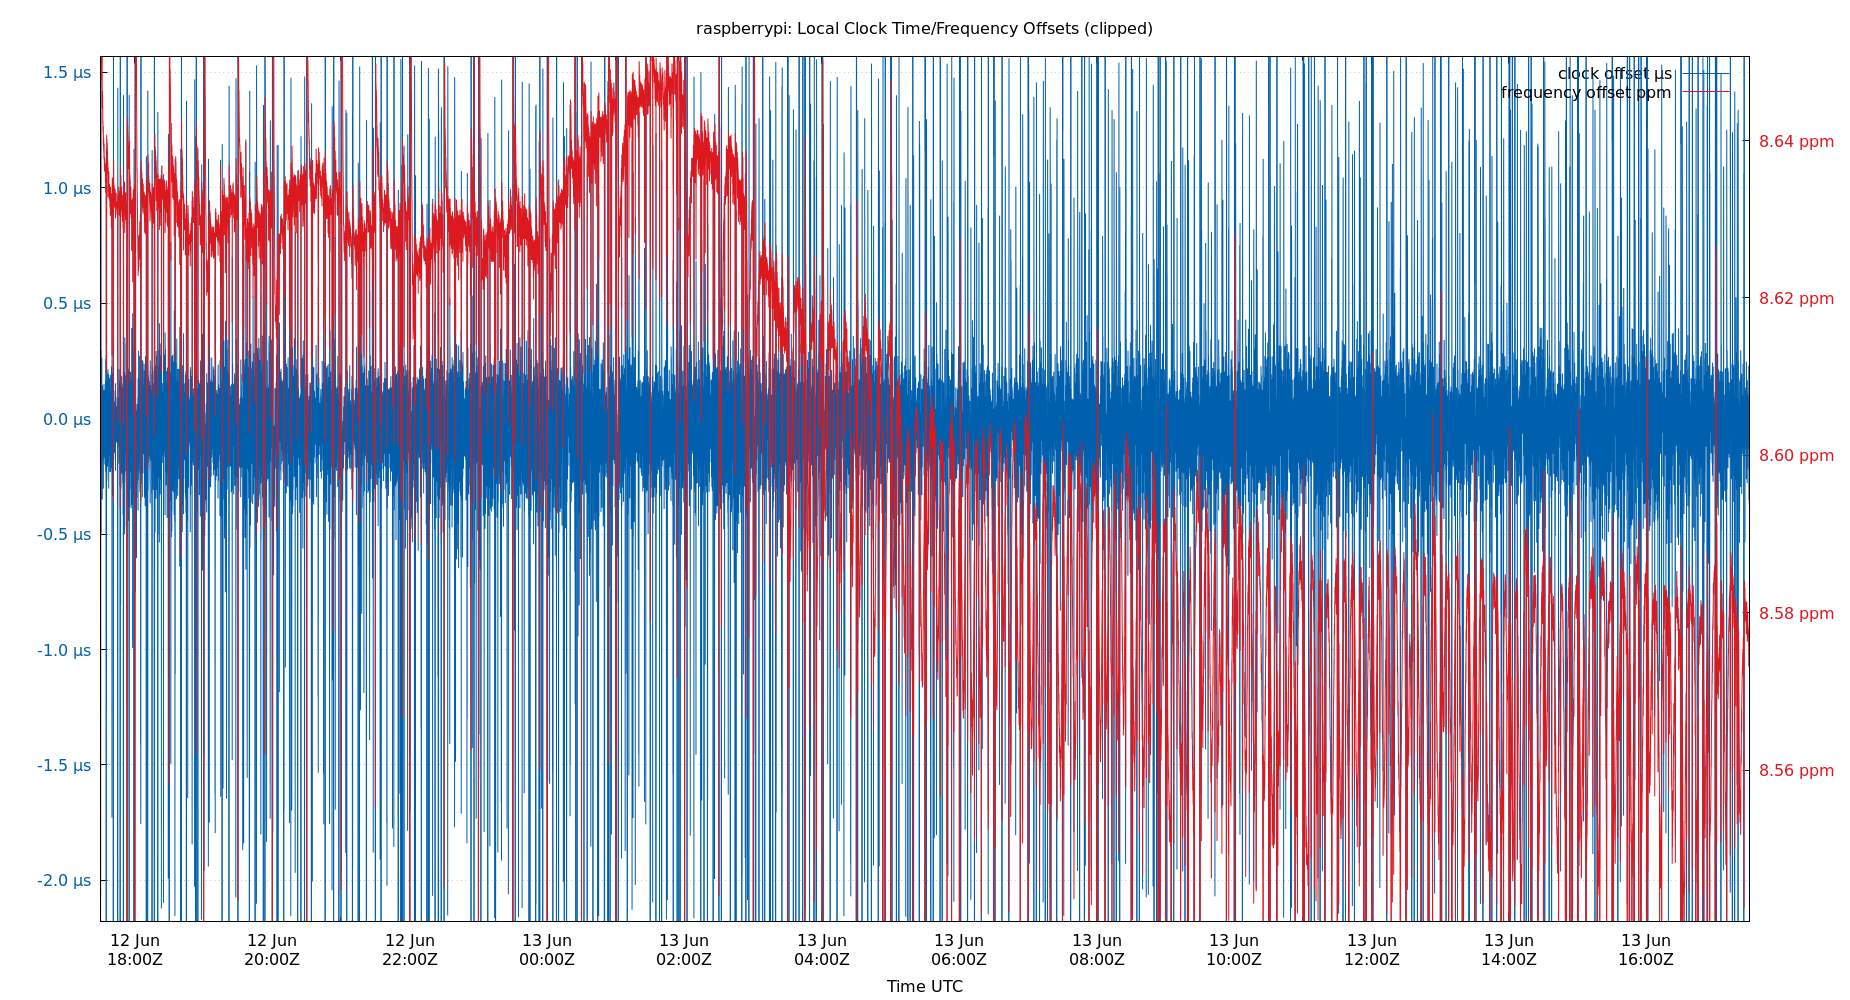 raspberrypi: Local Clock Time/Frequency Offsets (clipped)
clock offset µs
frequency offset ppm
1.5 µs
1.0 µs
0.5 µs
0.0 µs
-0.5 µs
-1.0 µs
-1.5 µs
-2.0 µs
8.64 ppm
8.62 ppm
8.60 ppm
8.58 ppm
8.56 ppm
12 Jun 12 Jun 12 Jun 13 Jun 13 Jun 13 Jun 13 Jun 13 Jun 13 Jun 13 Jun 13 Jun 13 Jun
18:00Z 20:00Z 22:00Z 00:00Z 02:00Z 04:00Z 06:00Z 08:00Z 10:00Z 12:00Z 14:00Z 16:00Z
Time UTC